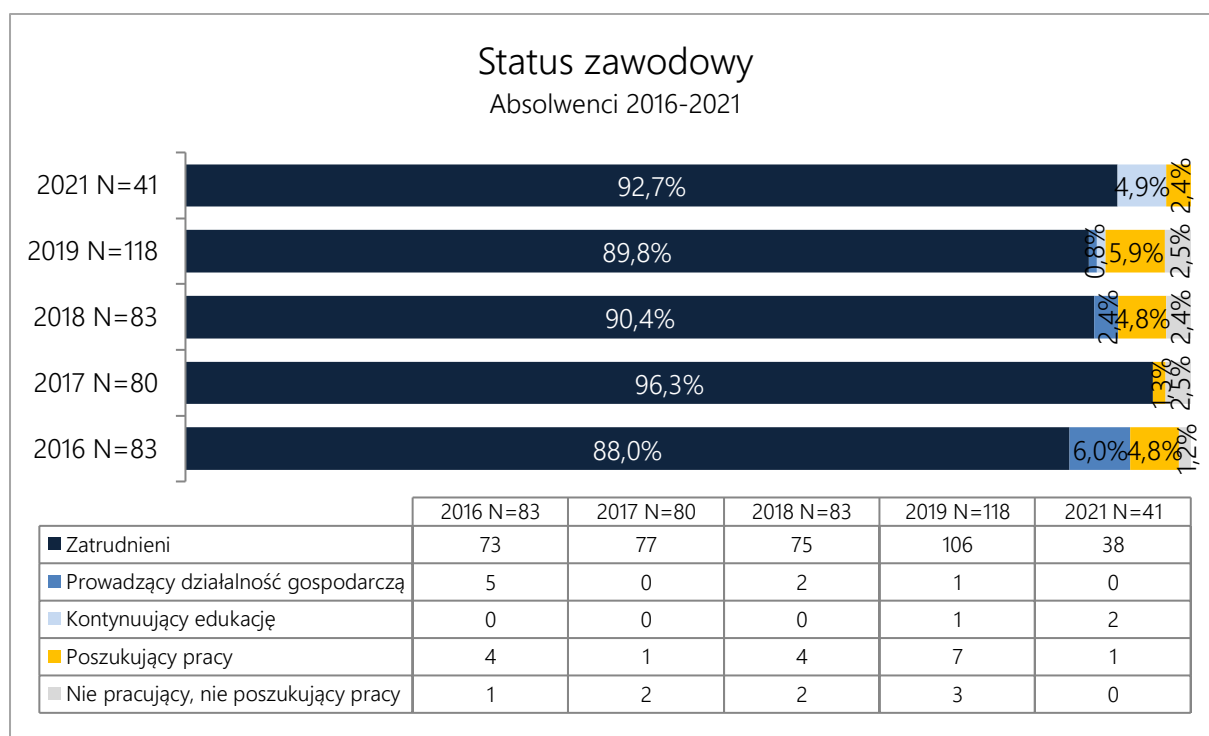 Status zawodowy
Absolwenci 2016-2021
2021 N=41 92,7% 4,9% 2,4%
2019 N=118 89,8% 0,8% 5,9% 2,5%
2018 N=83 90,4% 2,4% 4,8% 2,4%
2017 N=80 96,3% 1,3% 2,5%
2016 N=83 88,0% 6,0% 4,8% 1,2%
2016 N=83 2017 N=80 2018 N=83 2019 N=118 2021 N=41
Zatrudnieni 73 77 75 106 38
Prowadzący działalność gospodarczą 5 0 2 1 0
Kontynuujący edukację 0 0 0 1 2
Poszukujący pracy 4 1 4 7 1
Nie pracujący, nie poszukujący pracy 1 2 2 3 0